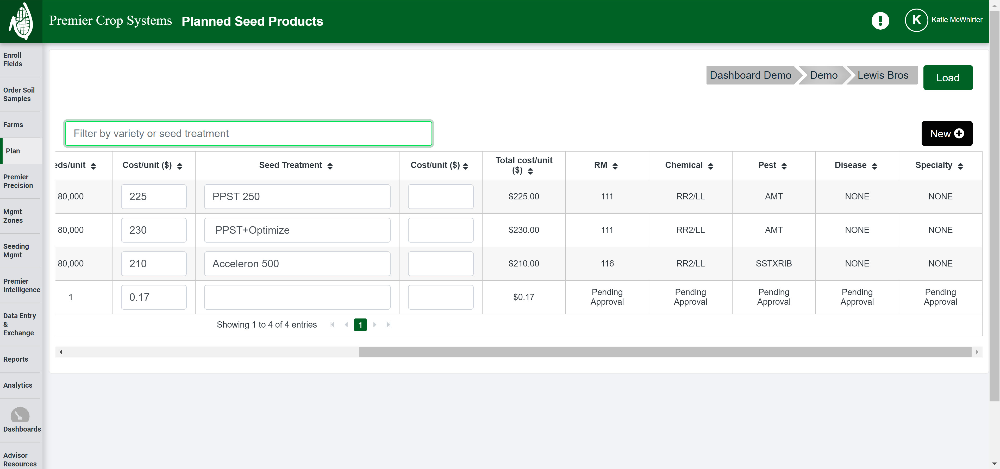 Premier Crop Systems Planned Seed Products
! K Katie McWhirter
Enroll
Fields
Order Soil
Samples
Farms
Plan
Premier
Precision
Mgmt
Zones
Seeding
Mgmt
Premier
Intelligence
Data Entry
&
Exchange
Reports
Analytics
Dashboards
Advisor
Resources
Dashboard Demo Demo Lewis Bros Load
Filter by variety or seed treatment New
eds/unit Cost/unit ($) Seed Treatment Cost/unit ($) Total cost/unit ($) RM Chemical Pest Disease Specialty
80,000 225 PPST 250 $225.00 111 RR2/LL AMT NONE NONE
80,000 230 PPST+Optimize $230.00 111 RR2/LL AMT NONE NONE
80,000 210 Acceleron 500 $210.00 116 RR2/LL SSTXRIB NONE NONE
1 0.17 $0.17 Pending Approval Pending Approval Pending Approval Pending Approval Pending Approval
Showing 1 to 4 of 4 entries 1